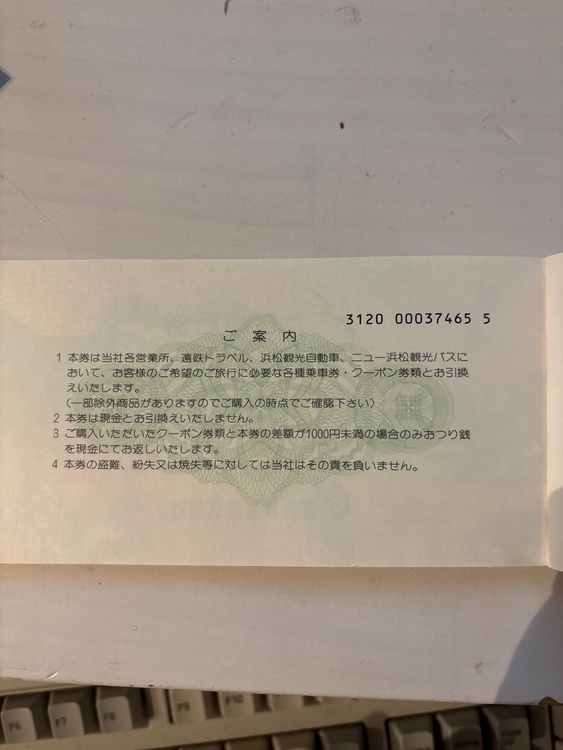 3120 00037465 5
ご案内
1 本券は当社各営業所、遠鉄トラベル、浜松観光自動車、ニュー浜松観光バスに
おいて、お客様のご希望のご旅行に必要な各種乗車券・クーポン券類とお引換
えいたします。
(一部除外商品がありますのでご購入の時点でご確認下さい)
2 本券は現金とお引換えいたしません。
3 ご購入いただいたクーポン券類と本券の差額が1000円未満の場合のみおつり銭
を現金にてお返しいたします。
4 本券の盗難、紛失又は焼失等に対しては当社はその責を負いません。
F6 F7 F8 F9 F10